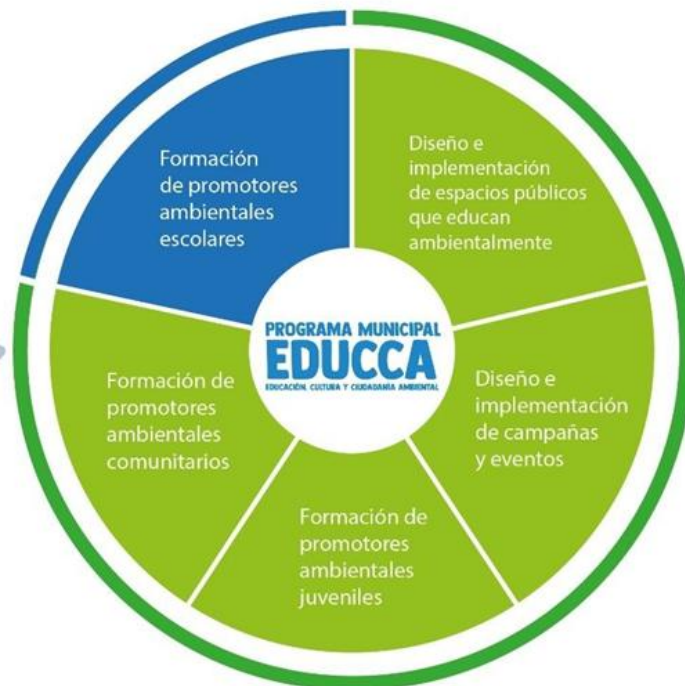 Formación
de promotores
ambientales
escolares
Diseño e
implementación
de espacios públicos
que educan
ambientalmente
PROGRAMA MUNICIPAL
EDUCCA
EDUCACIÓN, CULTURA Y CIUDADANÍA AMBIENTAL
Formación de
promotores
ambientales
comunitarios
Diseño e
implementación
de campañas
y eventos
Formación de
promotores
ambientales
juveniles